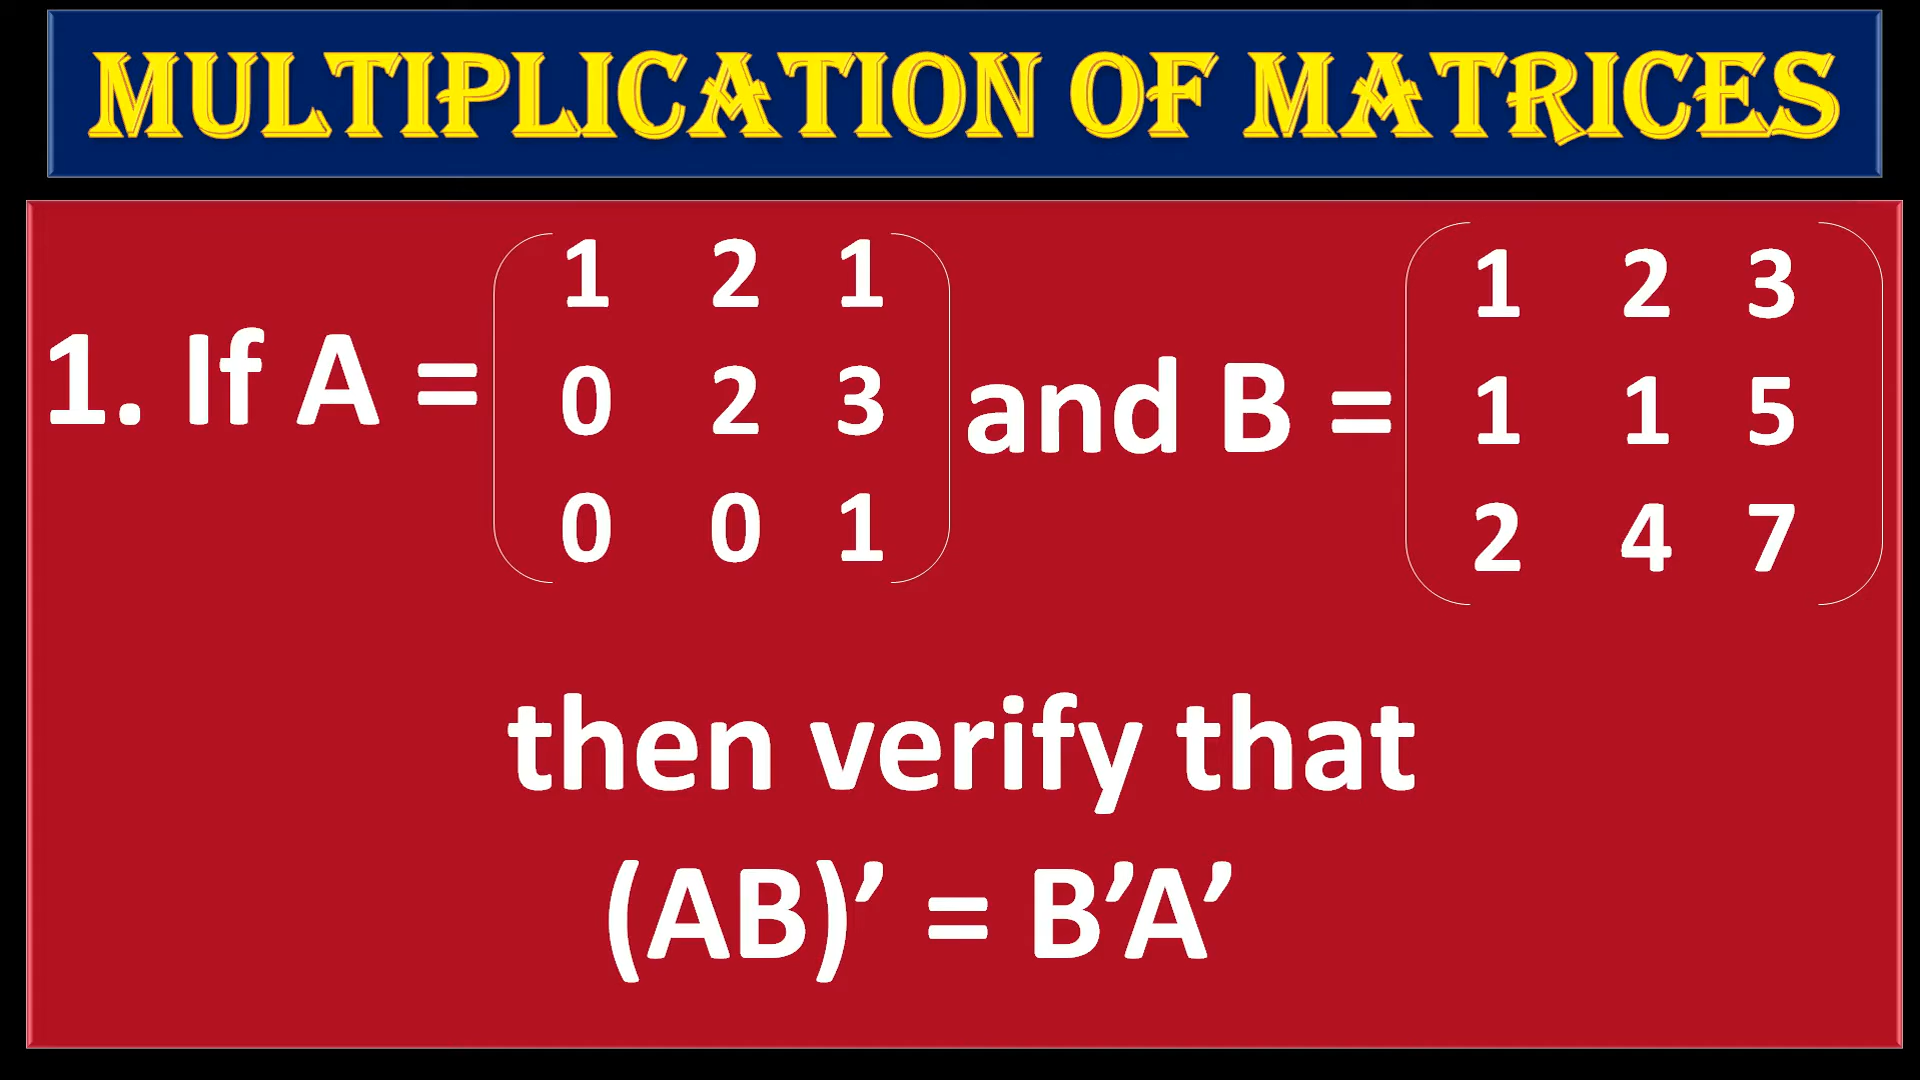 MULTIPLICATION OF MATRICES
1 2 1
1 2 3
1. If A = 0 2 3 and B = 1 1 5
0 0 1
2 4 7
then verify that
(AB)’ = B’A’